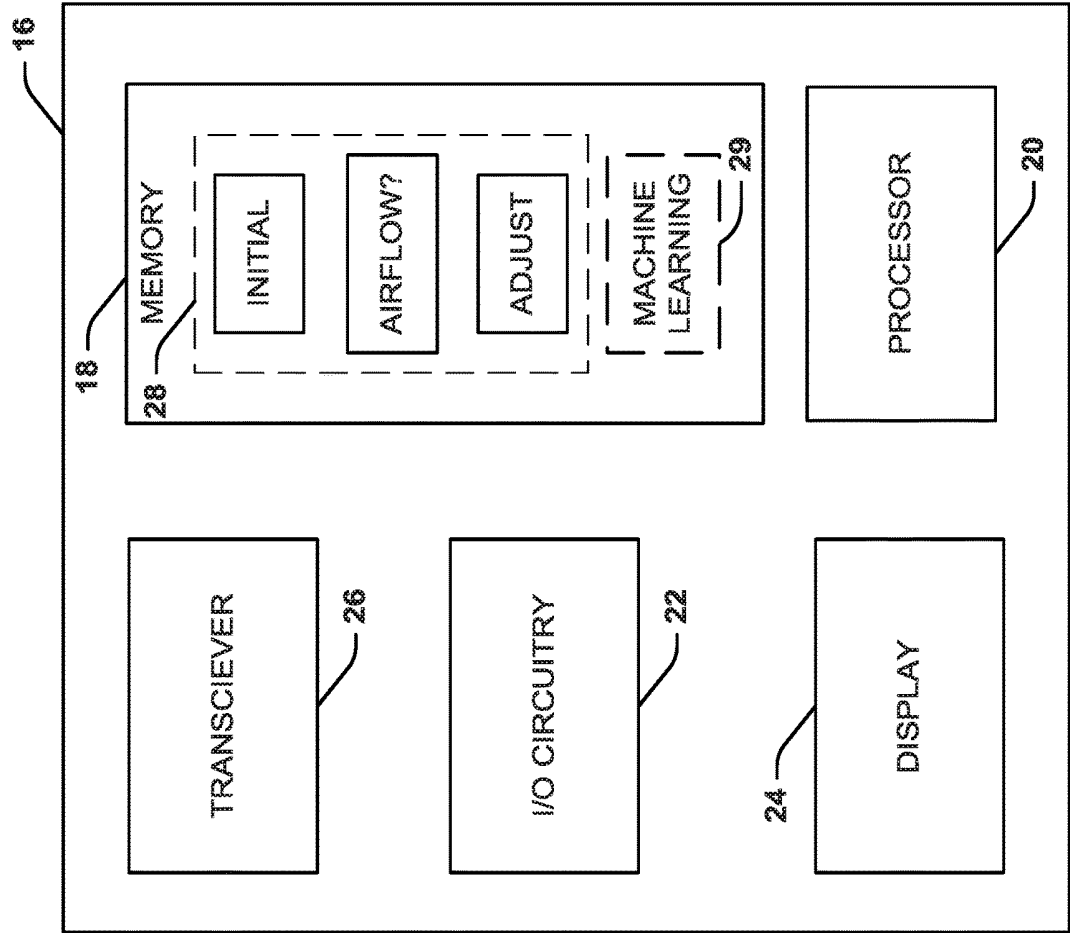 16
18
MEMORY
28
TRANSCIEVER
INITIAL
26
AIRFLOW?
ADJUST
I/O CIRCUITRY
22
MACHINE
LEARNING
29
24
DISPLAY
PROCESSOR
20